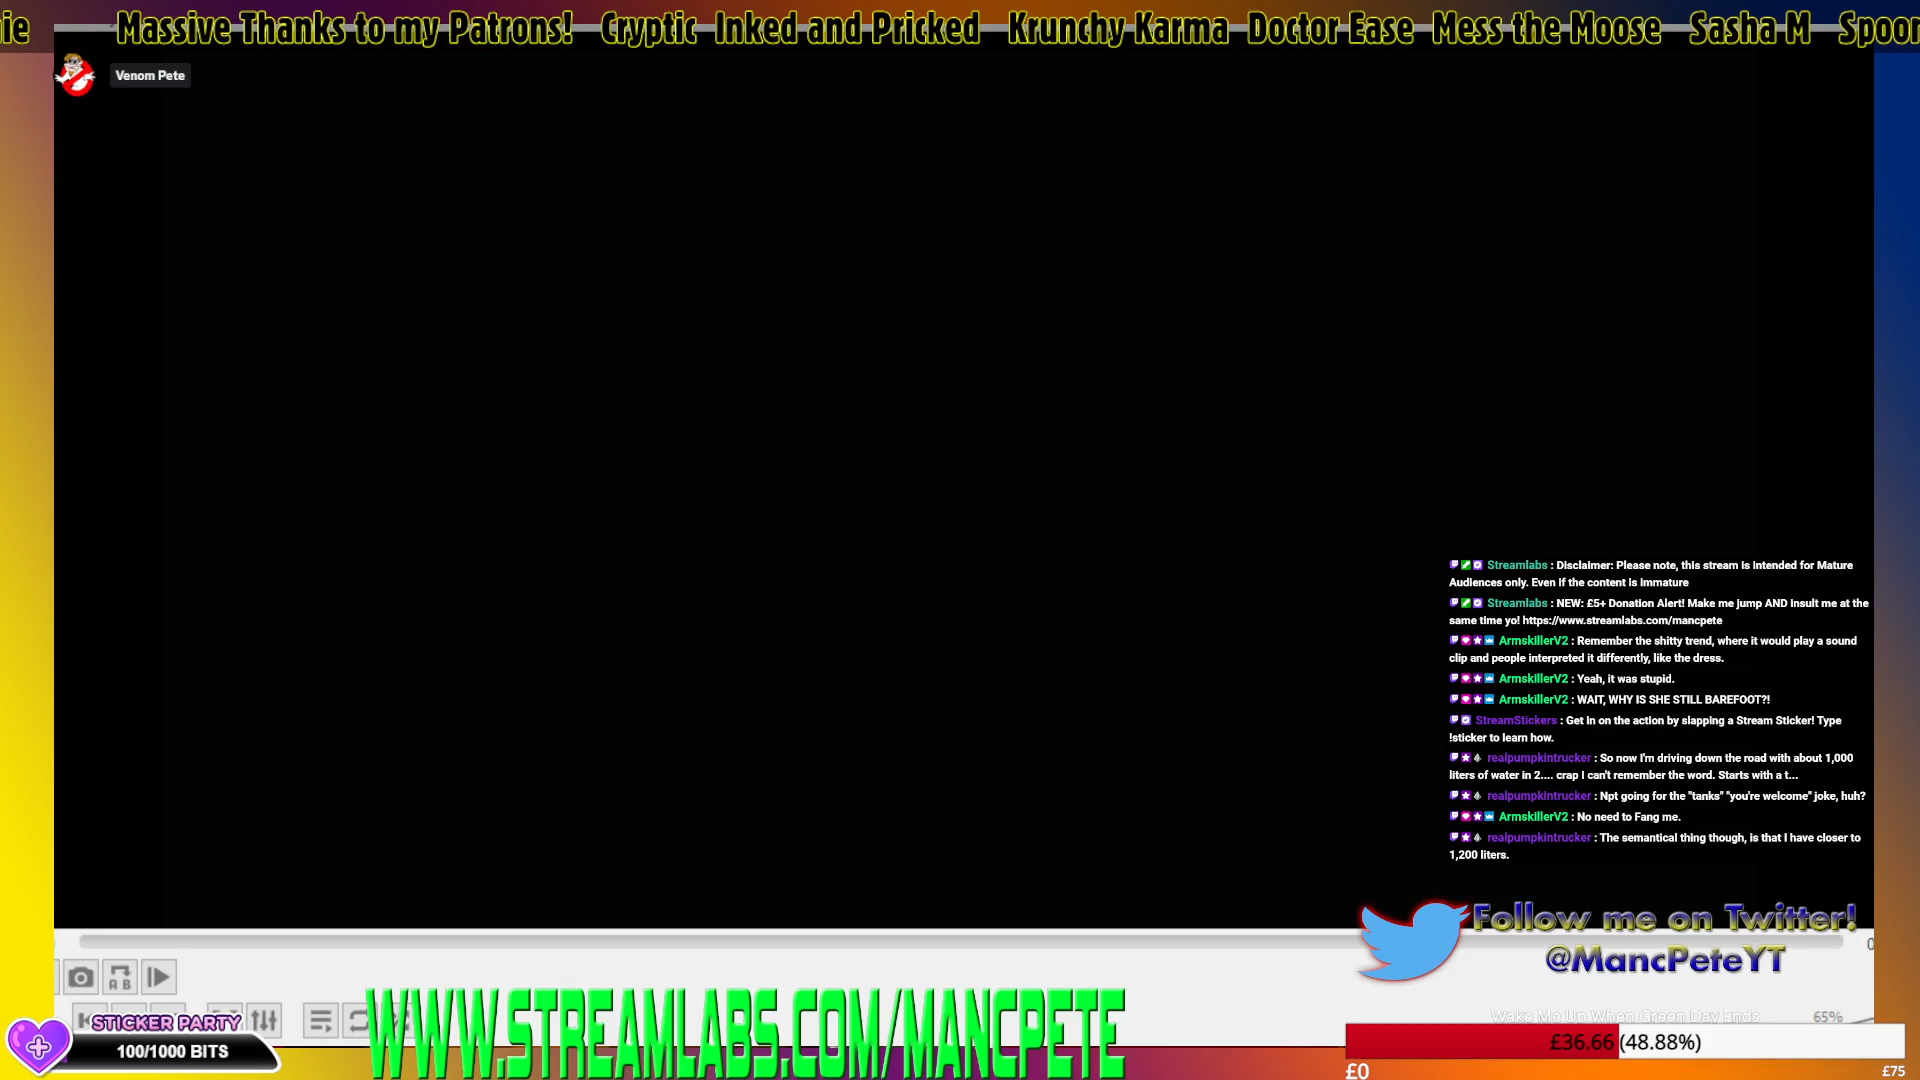 ie Massive Thanks to my Patrons! Cryptic Inked and Pricked Krunchy Karma Doctor Ease Mess the Moose Sasha M Spoor
Venom Pete
Streamlabs : Disclaimer: Please note, this stream is intended for Mature
Audiences only. Even if the content is immature
Streamlabs : NEW: £5+ Donation Alert! Make me jump AND insult me at the
same time yo! https://www.streamlabs.com/mancpete
ArmskillerV2 : Remember the shitty trend, where it would play a sound
clip and people interpreted it differently, like the dress.
ArmskillerV2 : Yeah, it was stupid.
ArmskillerV2 : WAIT, WHY IS SHE STILL BAREFOOT?!
StreamStickers : Get in on the action by slapping a Stream Sticker! Type
!sticker to learn how.
realpumpkintrucker : So now I'm driving down the road with about 1,000
liters of water in 2.... crap I can't remember the word. Starts with a t...
realpumpkintrucker : Npt going for the "tanks" "you're welcome" joke, huh?
ArmskillerV2 : No need to Fang me.
realpumpkintrucker : The semantical thing though, is that I have closer to
1,200 liters.
Follow me on Twitter!
@MancPeteYT
A B
STICKER PARTY
100/1000 BITS
WWW.STREAMLABS.COM/MANCPETE
Wake Me Up When Green Day Ends
65%
£36.66 (48.88%)
£0
£75